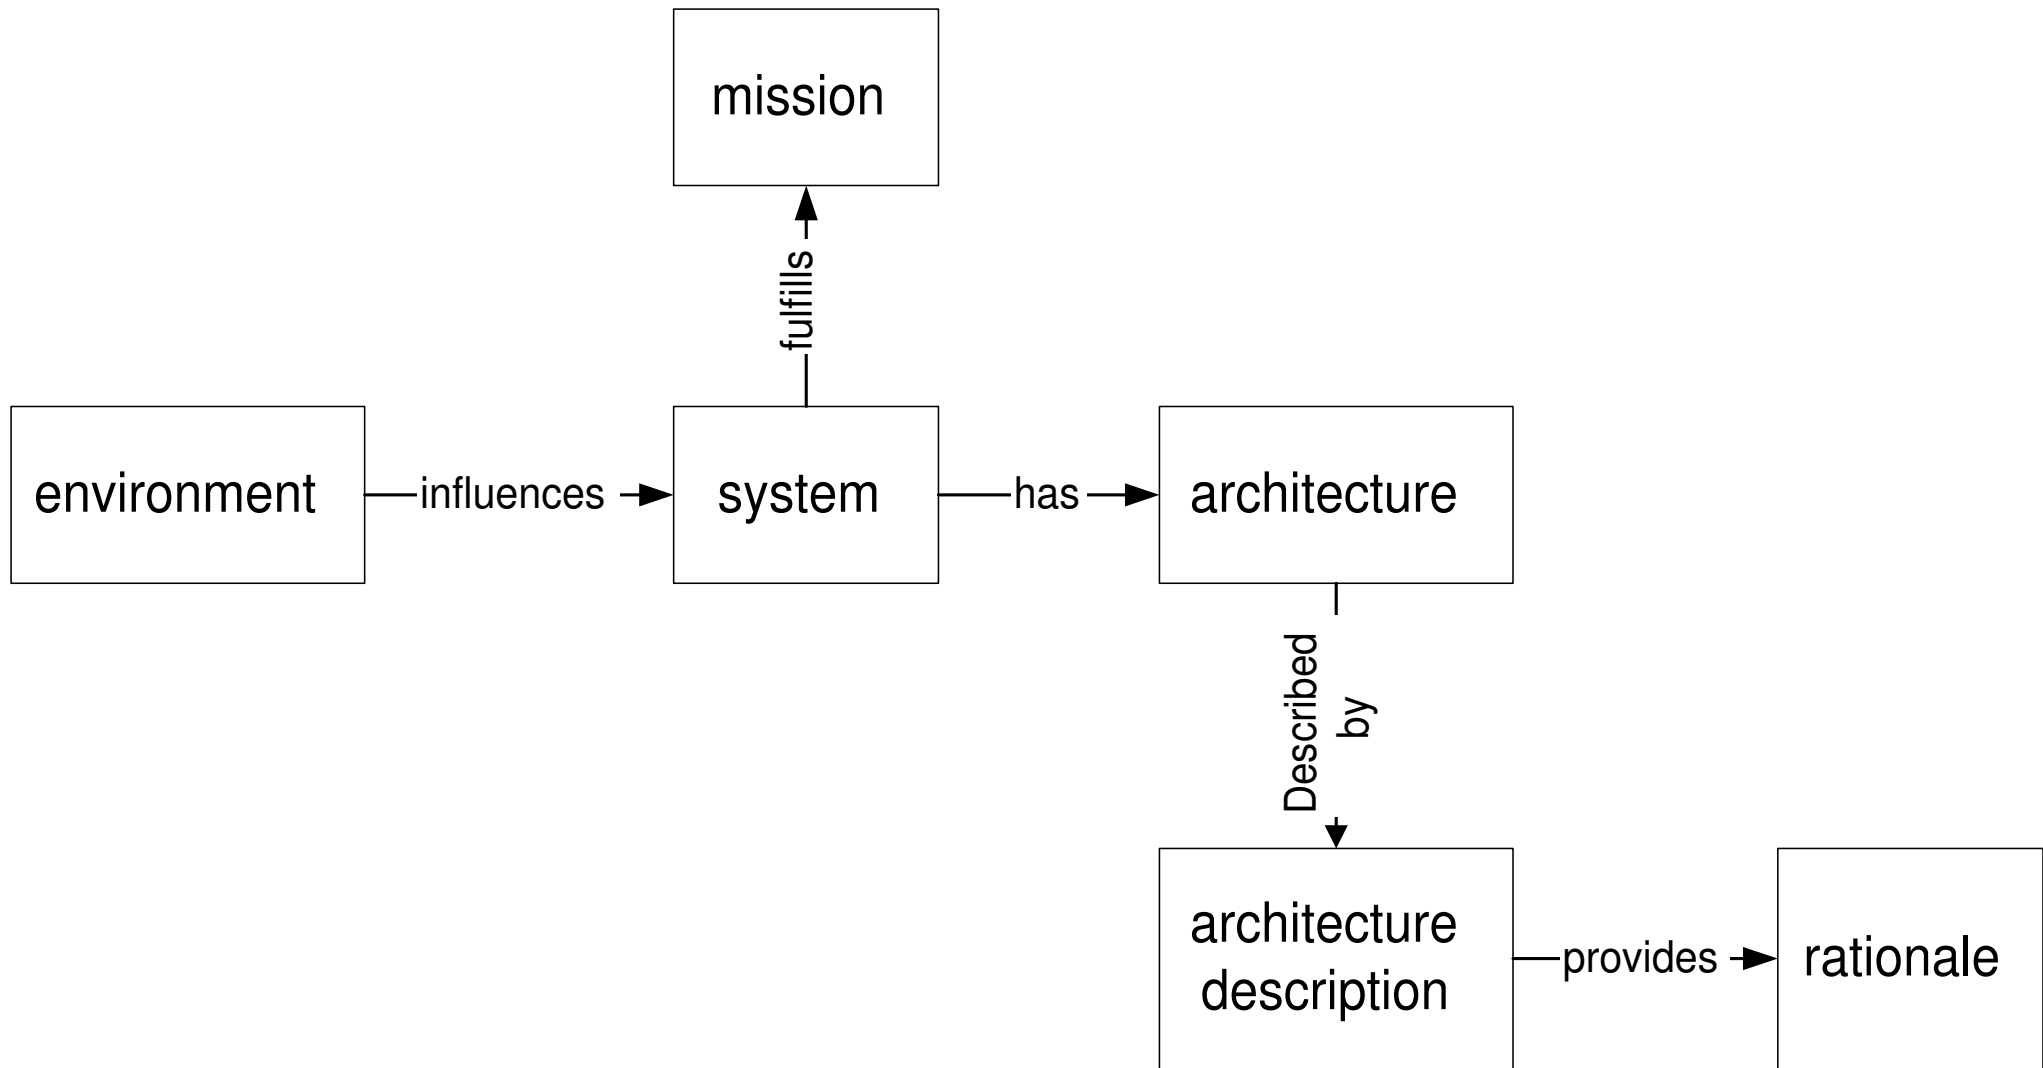 mission
fulfills
environment
influences
system
has
architecture
Described
by
architecture
description
provides
rationale